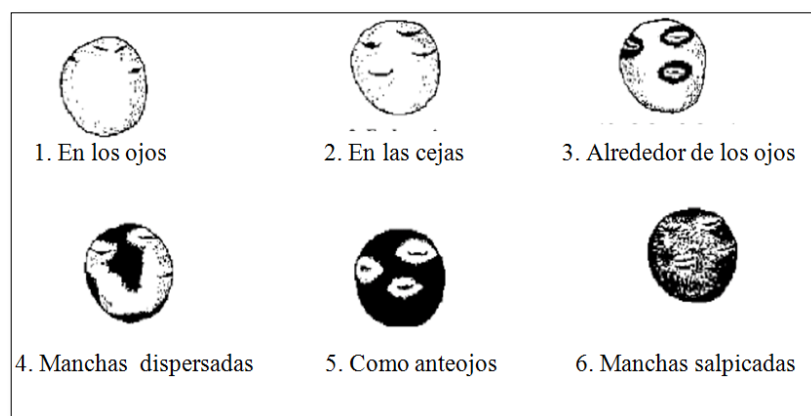 1. En los ojos
2. En las cejas
3. Alrededor de los ojos
4. Manchas dispersadas
5. Como anteojos
6. Manchas salpicadas